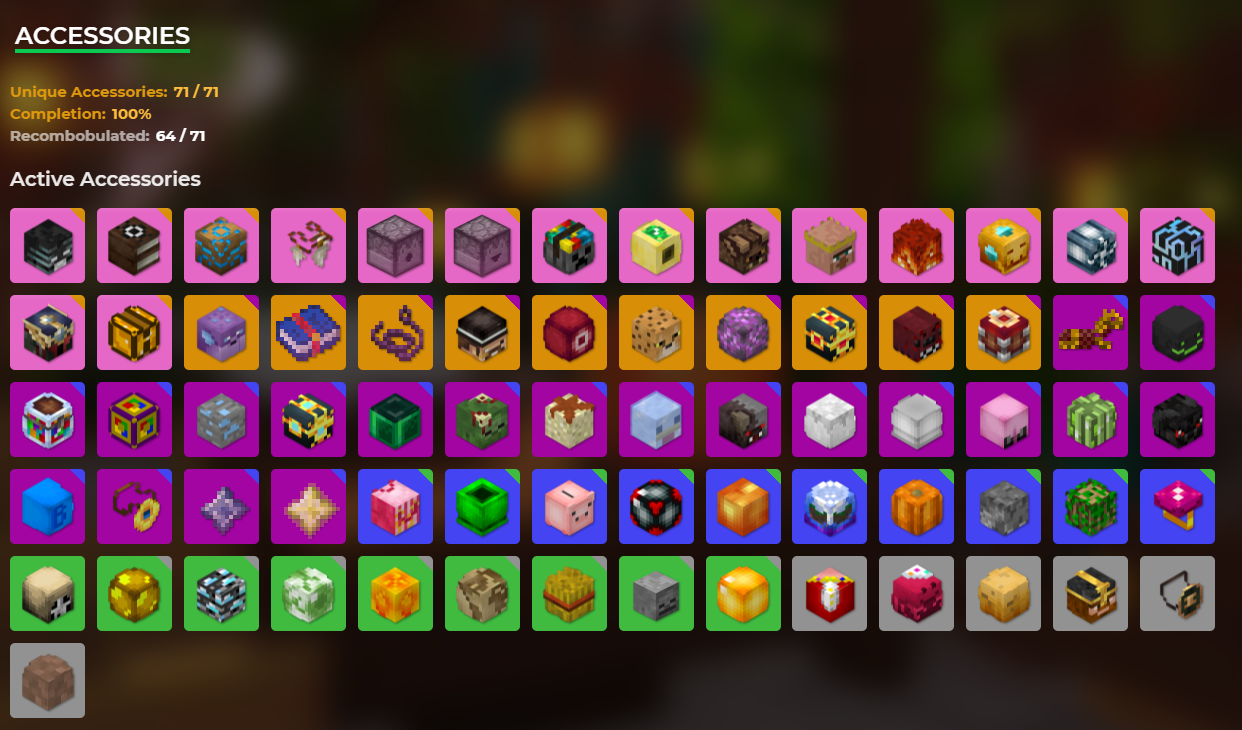 ACCESSORIES
Unique Accessories: 71 / 71
Completion: 100%
Recombobulated: 64 / 71
Active Accessories
B